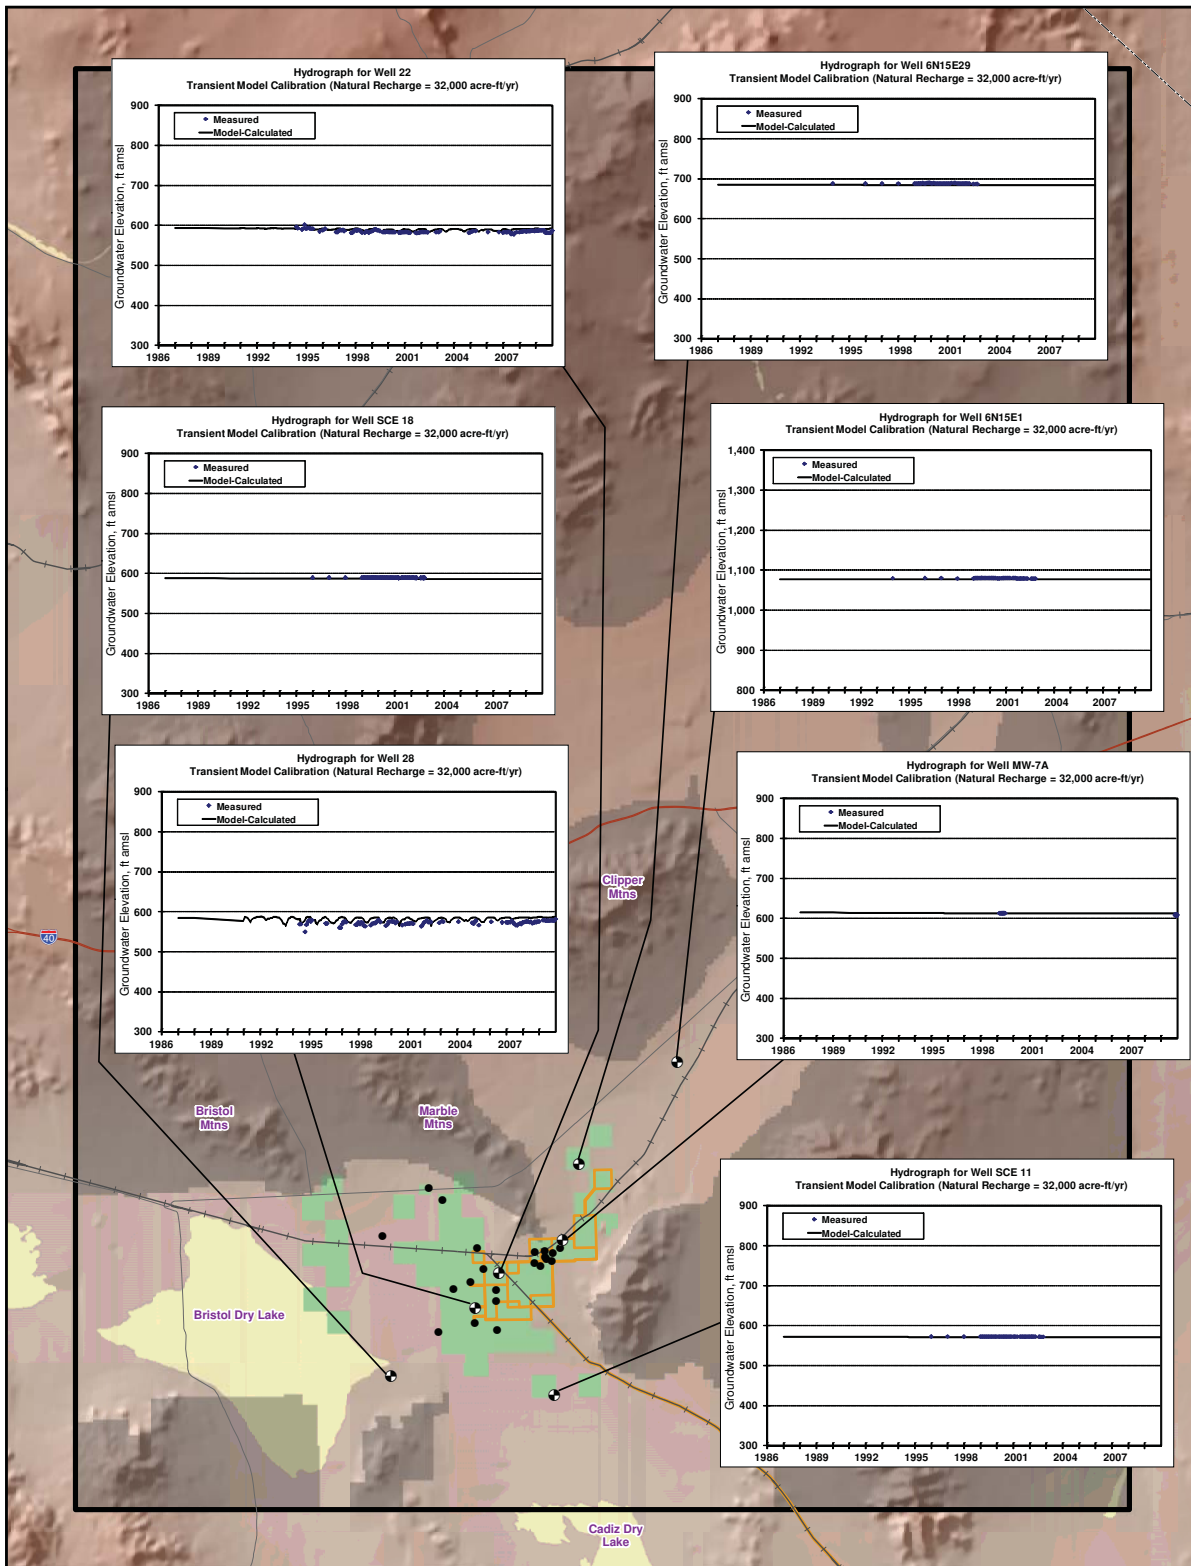 Hydrograph for Well 22
Transient Model Calibration (Natural Recharge = 32,000 acre-ft/yr)
Groundwater Elevation, ft amsl
Measured
Model-Calculated
900
800
700
600
500
400
300
1986 1989 1992 1995 1998 2001 2004 2007
Hydrograph for Well 6N15E29
Transient Model Calibration (Natural Recharge = 32,000 acre-ft/yr)
Groundwater Elevation, ft amsl
Measured
Model-Calculated
900
800
700
600
500
400
300
1986 1989 1992 1995 1998 2001 2004 2007
Hydrograph for Well SCE 18
Transient Model Calibration (Natural Recharge = 32,000 acre-ft/yr)
Groundwater Elevation, ft amsl
Measured
Model-Calculated
900
800
700
600
500
400
300
1986 1989 1992 1995 1998 2001 2004 2007
Hydrograph for Well 6N15E1
Transient Model Calibration (Natural Recharge = 32,000 acre-ft/yr)
Groundwater Elevation, ft amsl
Measured
Model-Calculated
1,400
1,300
1,200
1,100
1,000
900
800
1986 1989 1992 1995 1998 2001 2004 2007
Hydrograph for Well 28
Transient Model Calibration (Natural Recharge = 32,000 acre-ft/yr)
Groundwater Elevation, ft amsl
Measured
Model-Calculated
900
800
700
600
500
400
300
1986 1989 1992 1995 1998 2001 2004 2007
Hydrograph for Well MW-7A
Transient Model Calibration (Natural Recharge = 32,000 acre-ft/yr)
Groundwater Elevation, ft amsl
Measured
Model-Calculated
900
800
700
600
500
400
300
1986 1989 1992 1995 1998 2001 2004 2007
Clipper
Mtns
40
Bristol
Mtns
Marble
Mtns
Bristol Dry Lake
Hydrograph for Well SCE 11
Transient Model Calibration (Natural Recharge = 32,000 acre-ft/yr)
Groundwater Elevation, ft amsl
Measured
Model-Calculated
900
800
700
600
500
400
300
1986 1989 1992 1995 1998 2001 2004 2007
Cadiz Dry
Lake